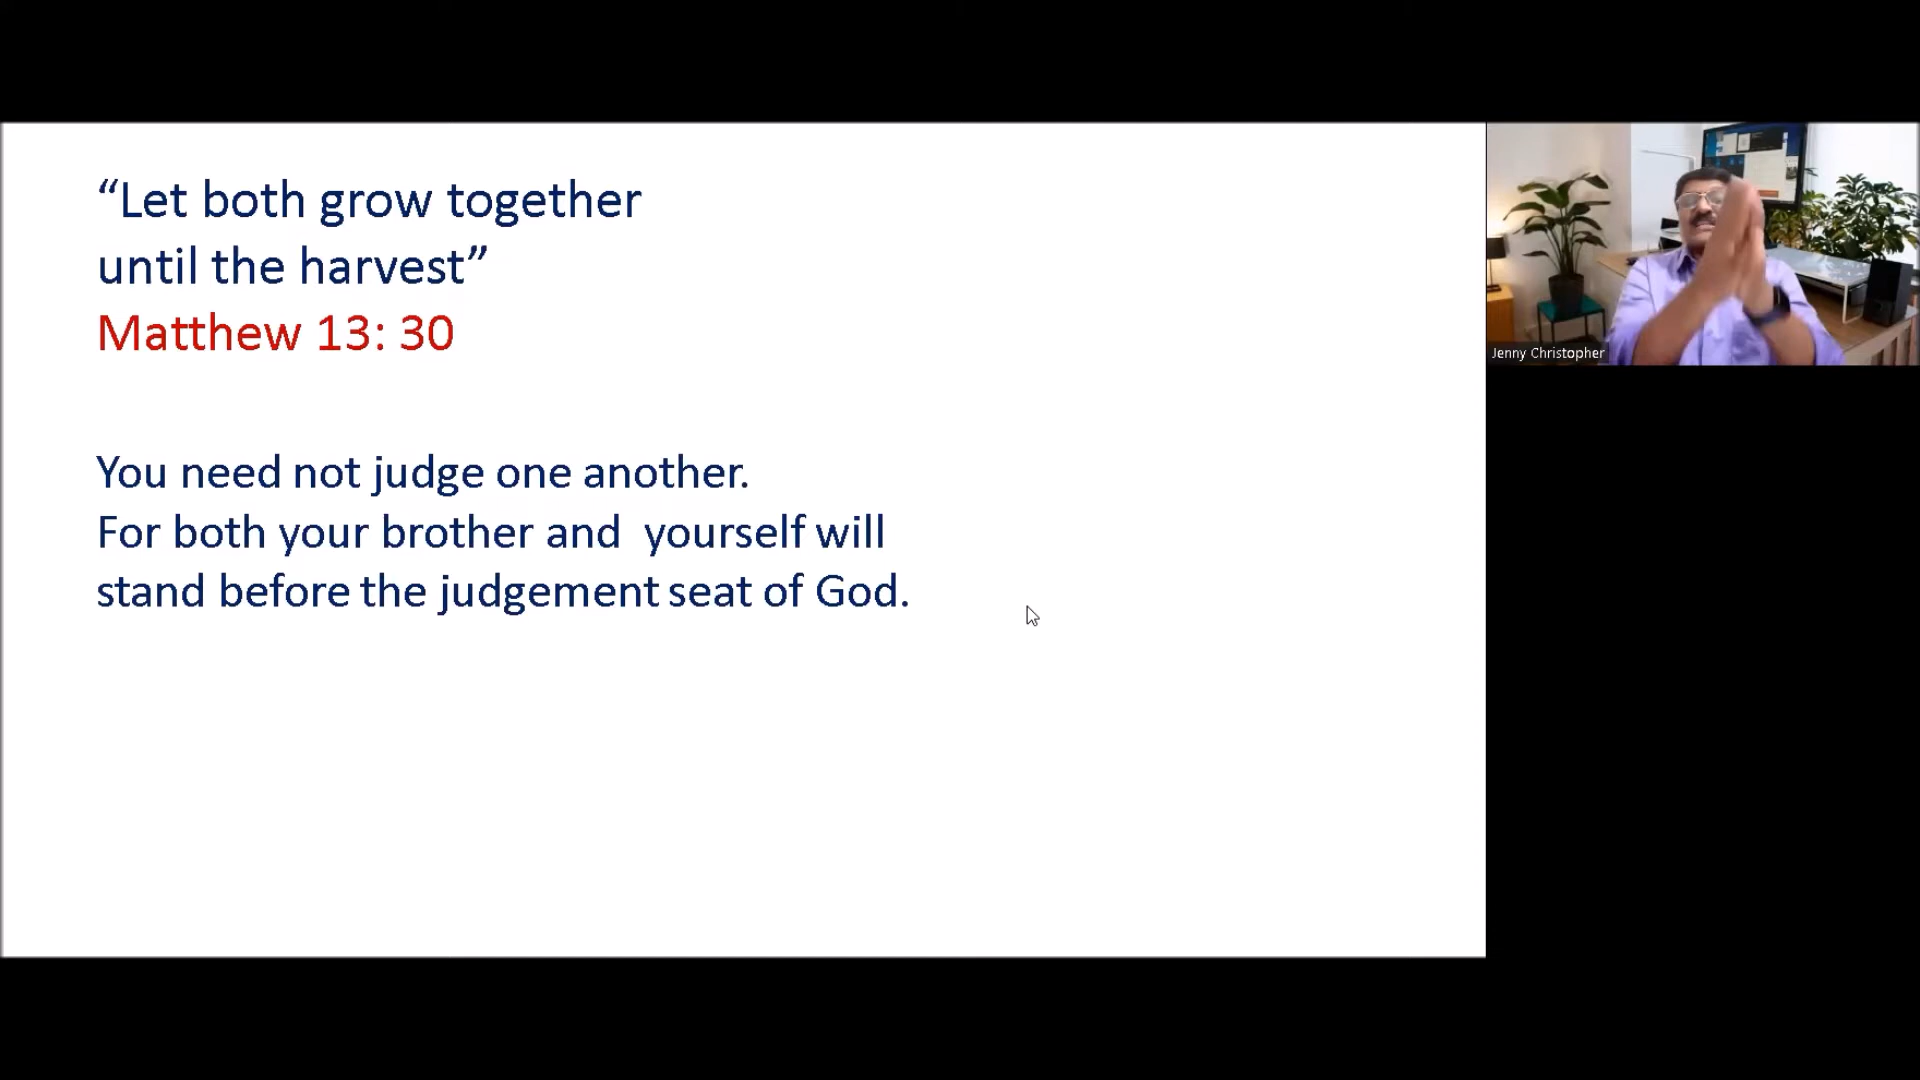 “Let both grow together
until the harvest”
Matthew 13: 30
You need not judge one another.
For both your brother and  yourself will
stand before the judgement seat of God.
Jenny Christopher